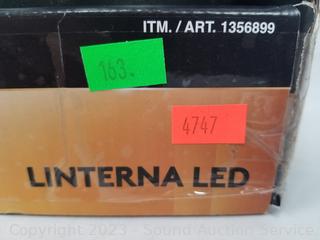 ITM. / ART. 1356899
163.
4747
LINTERNA LED
Copyright 2023 - Sound Auction Service